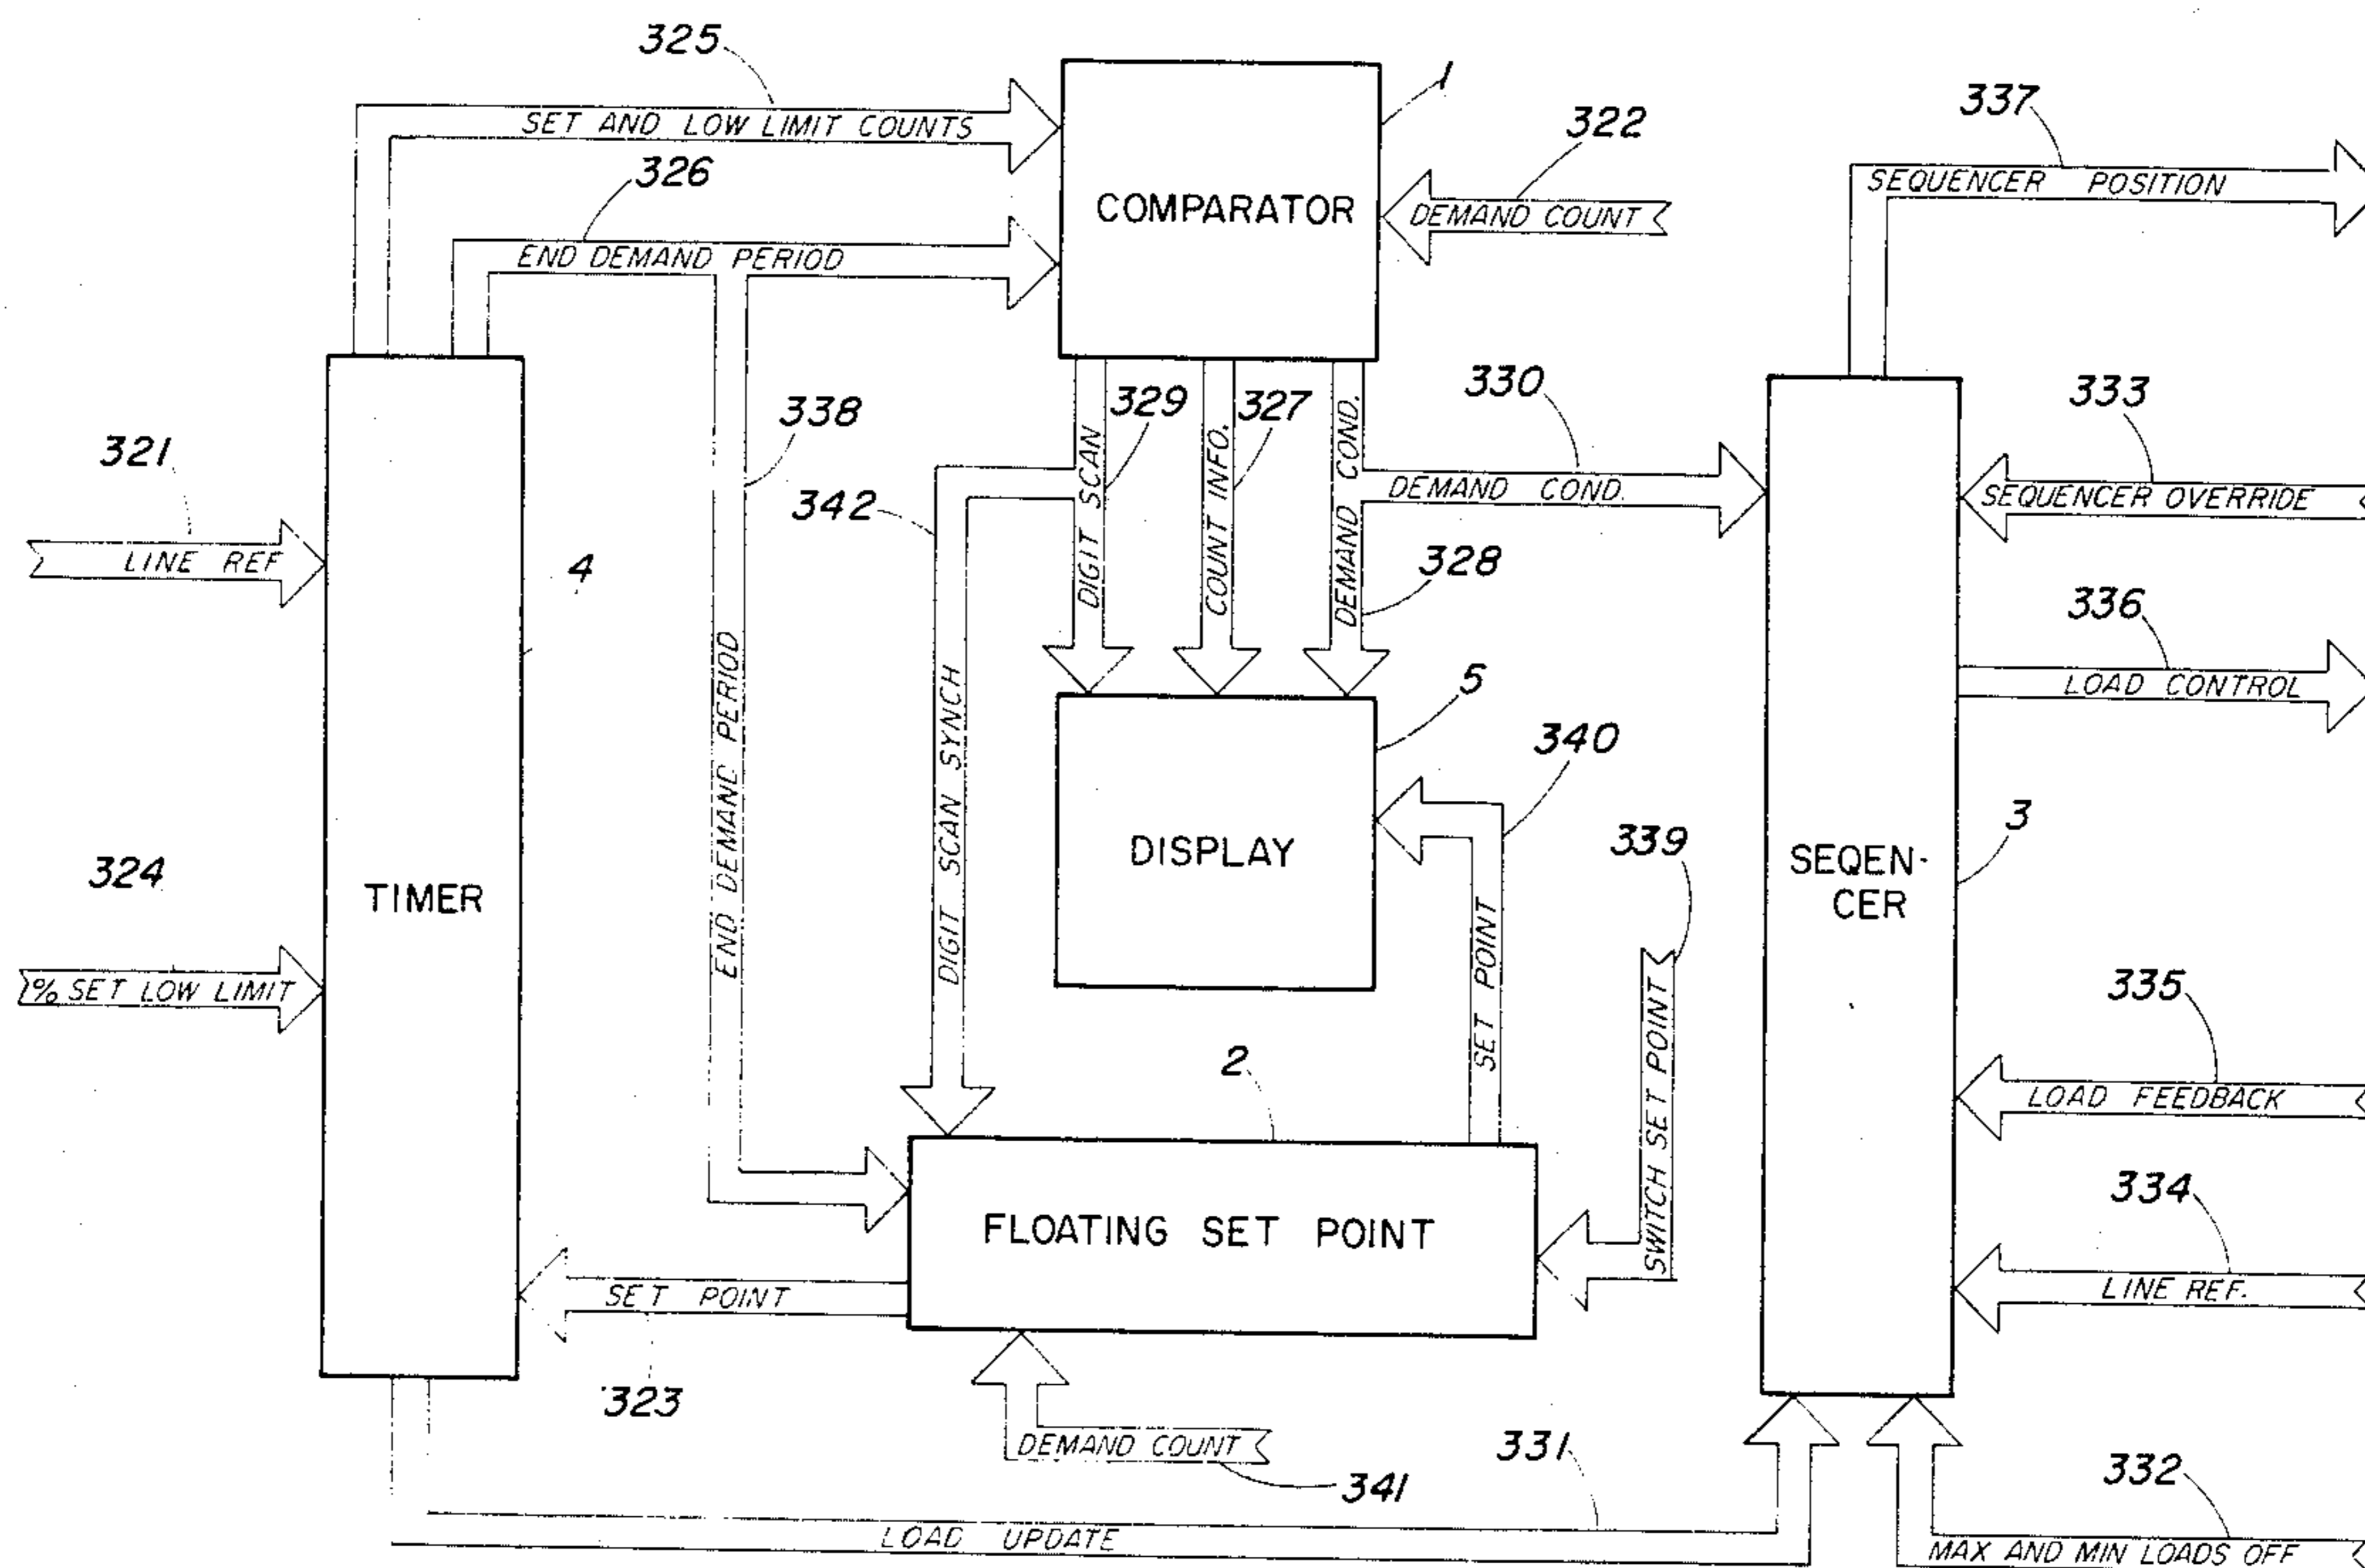 325
1
337
SET AND LOW LIMIT COUNTS
322
326
SEQUENCER POSITION
COMPARATOR
DEMAND COUNT
END DEMAND PERIOD
329
327
330
333
338
321
DIGIT SCAN
COUNT INFO.
DEMAND COND.
DEMAND COND.
SEQUENCER OVERRIDE
342
LINE REF
4
328
336
LOAD CONTROL
5
END DEMAND PERIOD
DIGIT SCAN SYNCH
340
339
3
324
TIMER
DISPLAY
SEQEN-
CER
SET POINT
% SET LOW LIMIT
335
SWITCH SET POINT
2
LOAD FEEDBACK
334
FLOATING SET POINT
SET POINT
LINE REF.
323
DEMAND COUNT
341
331
332
LOAD UPDATE
MAX AND MIN LOADS OFF